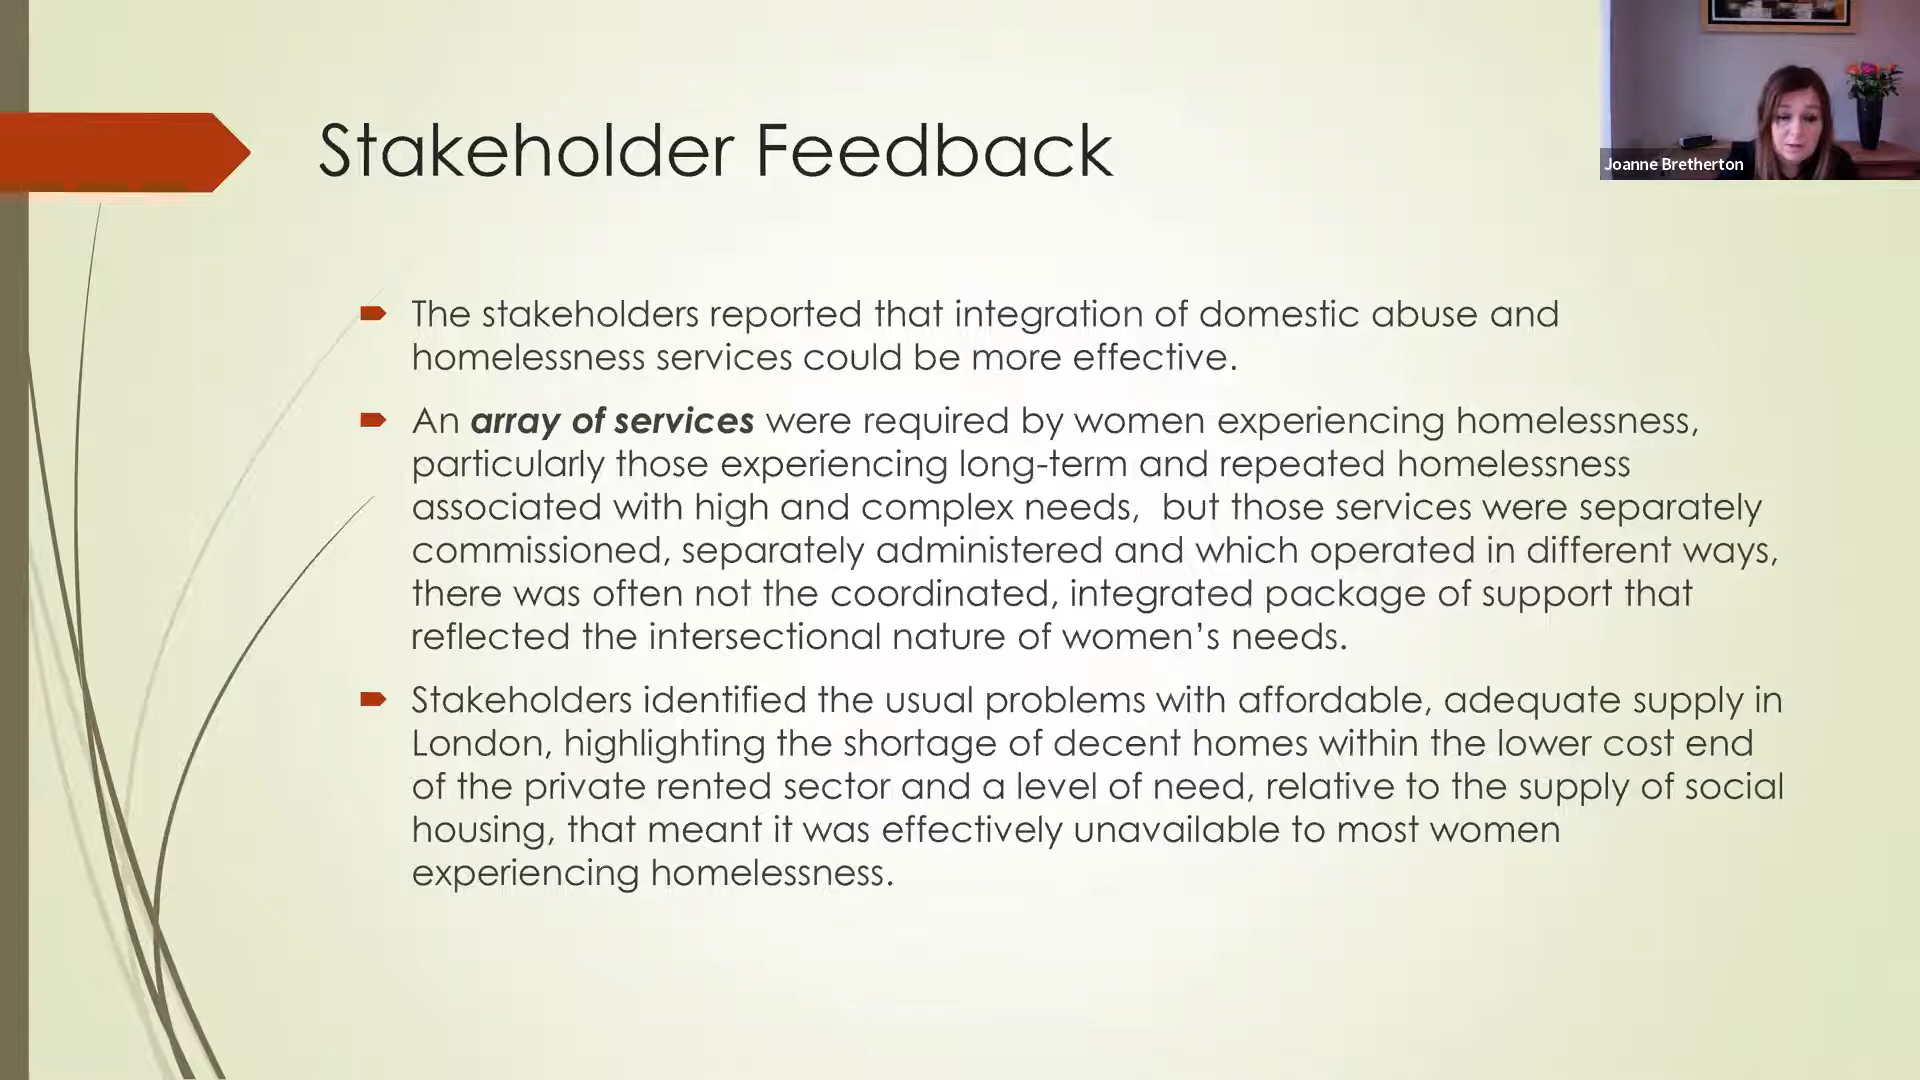 Stakeholder Feedback
Joanne Bretherton
The stakeholders reported that integration of domestic abuse and
homelessness services could be more effective.
An array of services were required by women experiencing homelessness,
particularly those experiencing long-term and repeated homelessness
associated with high and complex needs,  but those services were separately
commissioned, separately administered and which operated in different ways,
there was often not the coordinated, integrated package of support that
reflected the intersectional nature of women’s needs.
Stakeholders identified the usual problems with affordable, adequate supply in
London, highlighting the shortage of decent homes within the lower cost end
of the private rented sector and a level of need, relative to the supply of social
housing, that meant it was effectively unavailable to most women
experiencing homelessness.